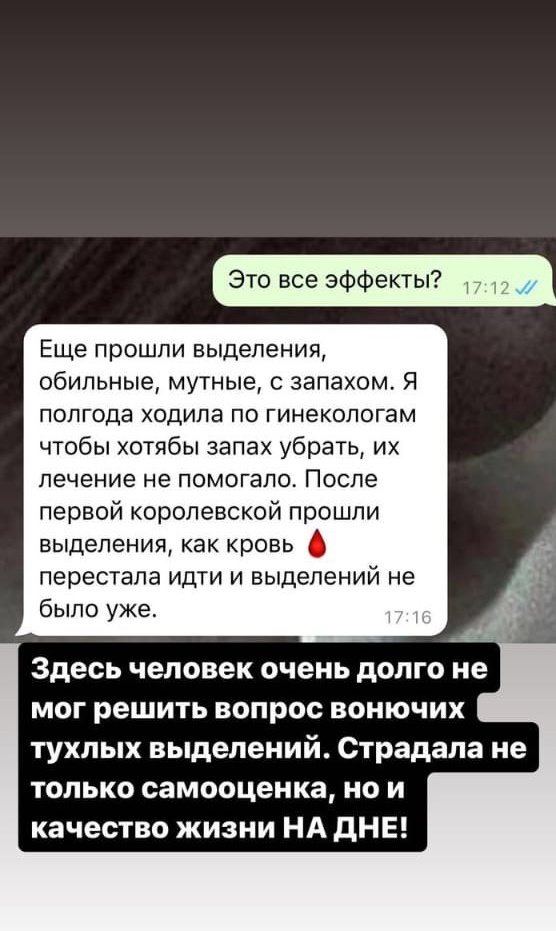 Это все эффекты? 17:12
Еще прошли выделения,
обильные, мутные, с запахом. Я
полгода ходила по гинекологам
чтобы хотябы запах убрать, их
лечение не помогало. После
первой королевской прошли
выделения, как кровь 🩸
перестала идти и выделений не
было уже. 17:16
Здесь человек очень долго не
мог решить вопрос вонючих
тухлых выделений. Страдала не
только самооценка, но и
качество жизни НА ДНЕ!